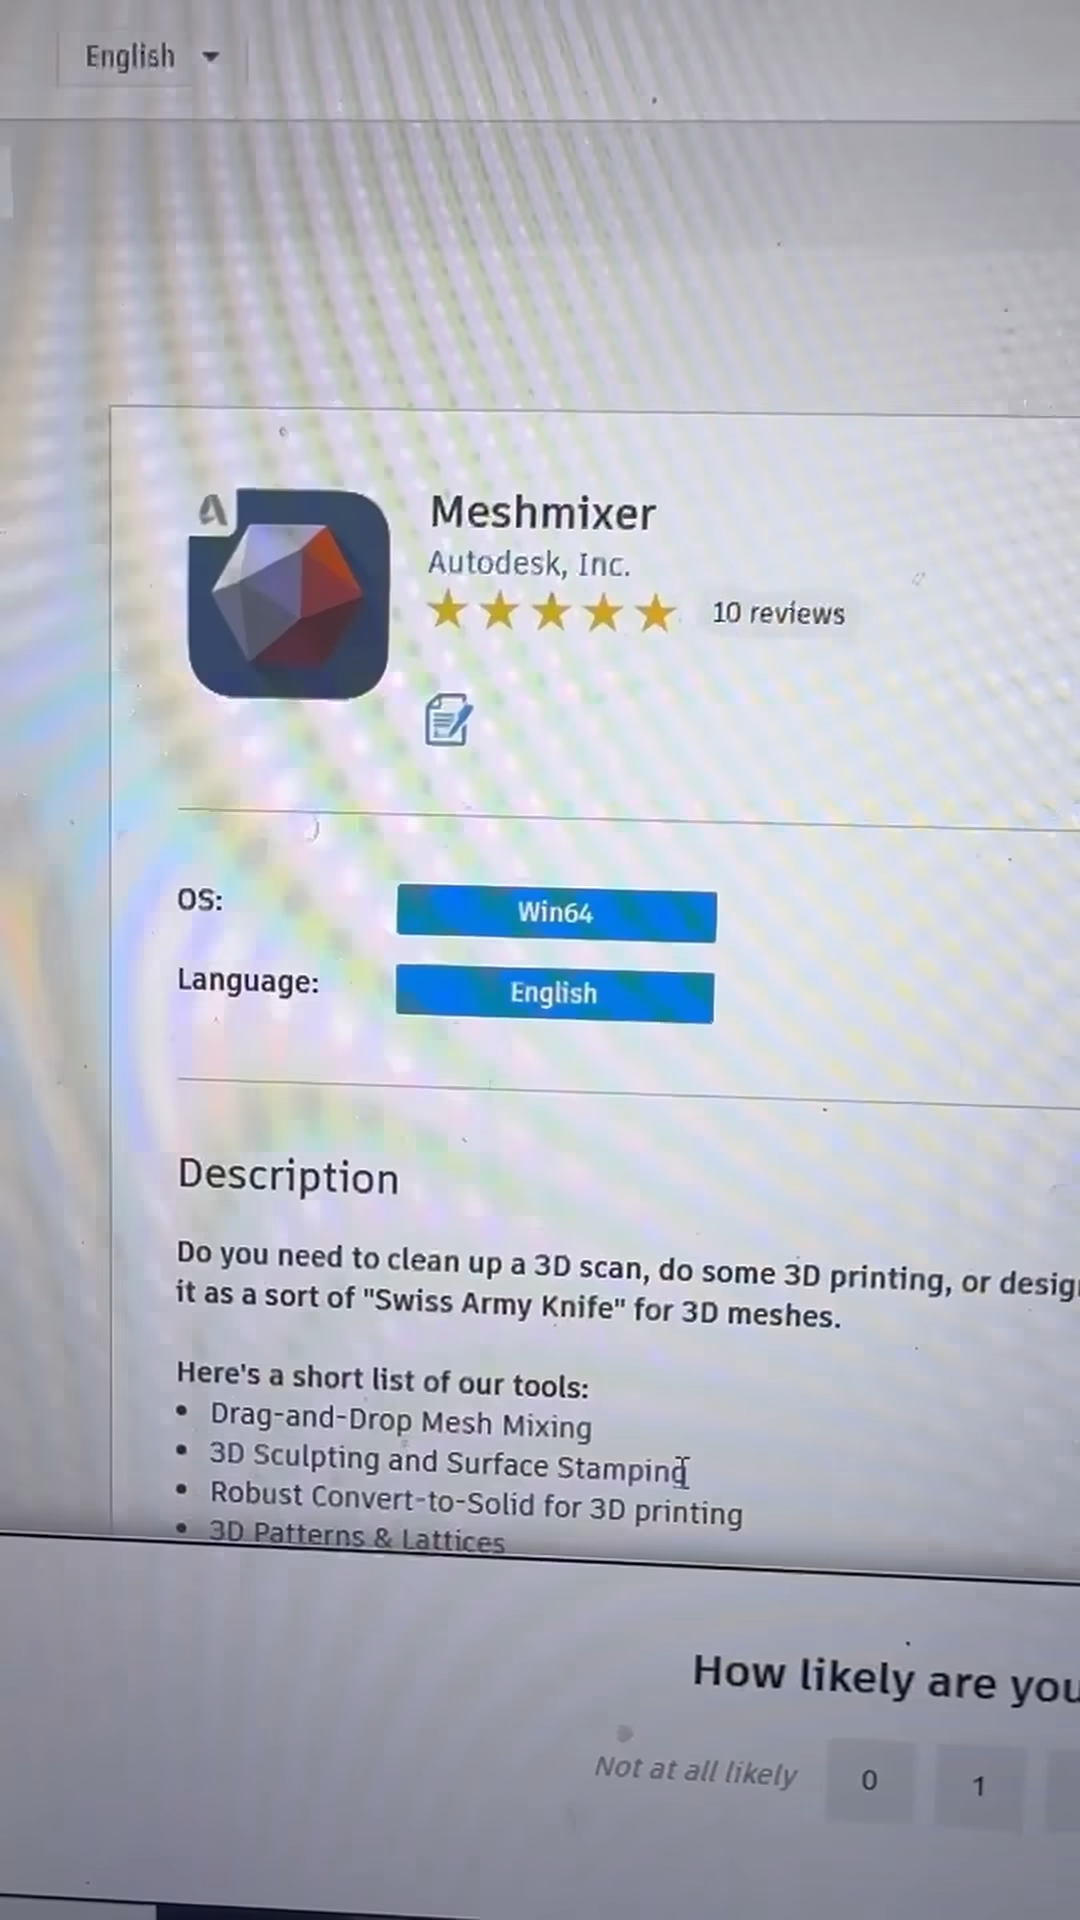 English
Meshmixer
Autodesk, Inc.
10 reviews
OS:
Win64
Language:
English
Description
Do you need to clean up a 3D scan, do some 3D printing, or desig
it as a sort of "Swiss Army Knife" for 3D meshes.
Here's a short list of our tools:
• Drag-and-Drop Mesh Mixing
• 3D Sculpting and Surface Stamping
• Robust Convert-to-Solid for 3D printing
• 3D Patterns & Lattices
How likely are you
Not at all likely 0 1